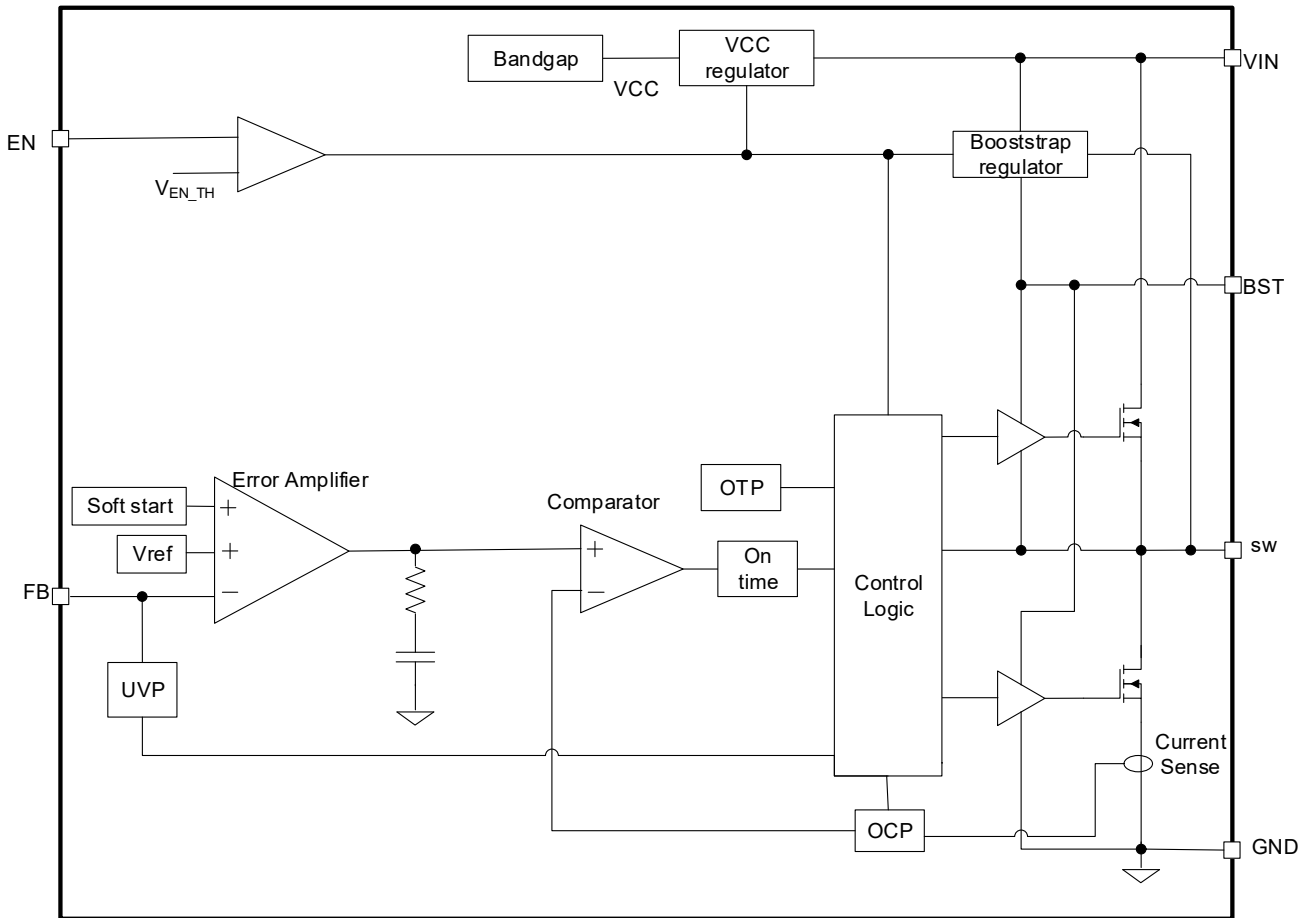 Bandgap
VCC
regulator
VCC
VIN
EN
VEN_TH
Booststrap
regulator
BST
Error Amplifier
Soft start
+
Vref
+
FB
−
UVP
Comparator
+
−
OTP
On
time
Control
Logic
sw
Current
Sense
OCP
GND